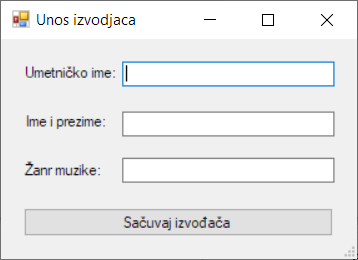 Unos izvodjaca
Umetničko ime:
Ime i prezime:
Žanr muzike:
Sačuvaj izvođača